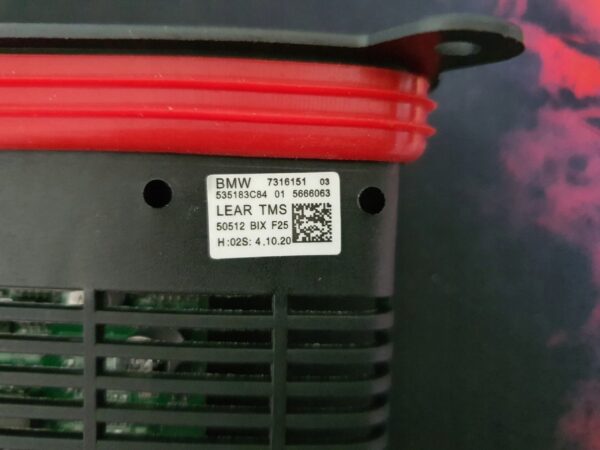 BMW 7316151 03
535183C84 01 5666063
LEAR TMS
50512 BIX F25
H:02S: 4.10.20